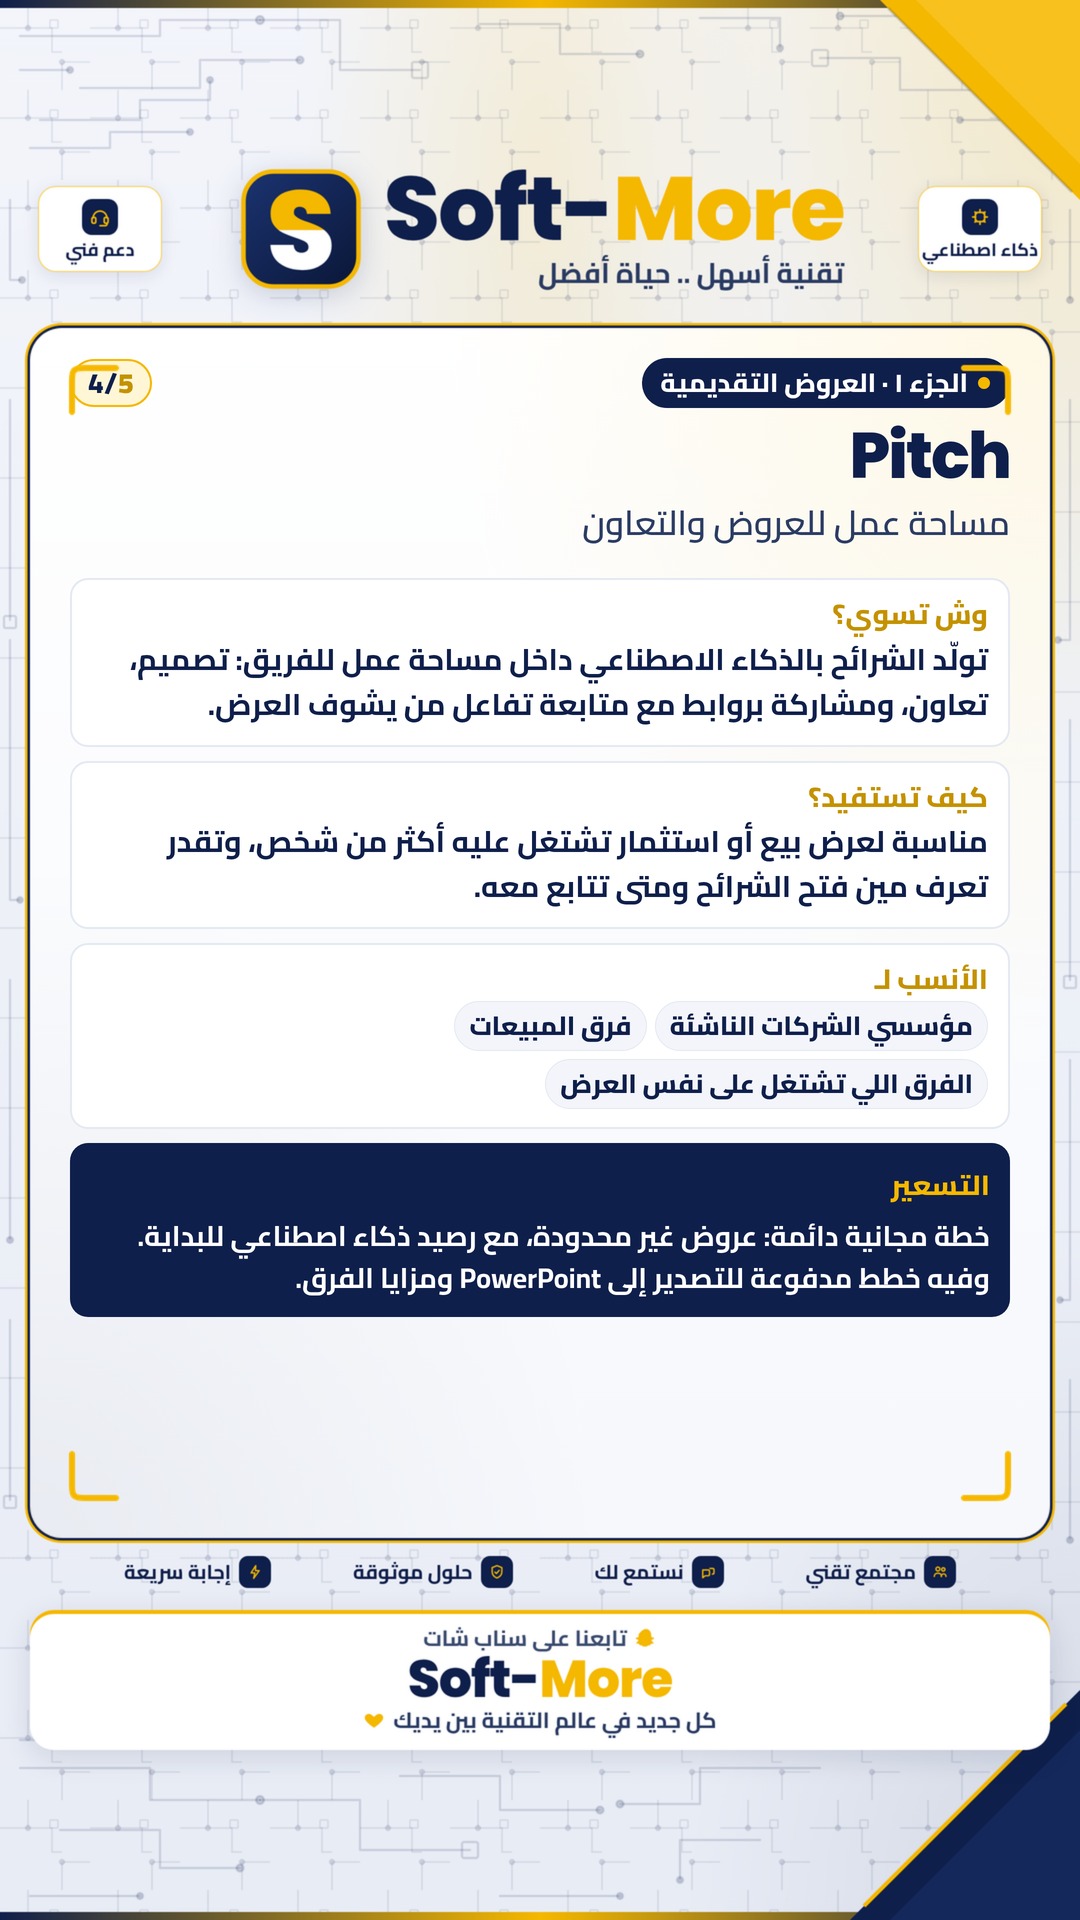 Soft-More
تقنية أسهل .. حياة أفضل
ذكاء اصطناعي
دعم فني
الجزء ١ · العروض التقديمية
4/5
Pitch
مساحة عمل للعروض والتعاون
وش تسوي؟
تولّد الشرائح بالذكاء الاصطناعي داخل مساحة عمل للفريق: تصميم،
تعاون، ومشاركة بروابط مع متابعة تفاعل من يشوف العرض.
كيف تستفيد؟
مناسبة لعرض بيع أو استثمار تشتغل عليه أكثر من شخص، وتقدر
تعرف مين فتح الشرائح ومتى تتابع معه.
الأنسب لـ
مؤسسي الشركات الناشئة
فرق المبيعات
الفرق اللي تشتغل على نفس العرض
التسعير
خطة مجانية دائمة: عروض غير محدودة، مع رصيد ذكاء اصطناعي للبداية.
وفيه خطط مدفوعة للتصدير إلى PowerPoint ومزايا الفرق.
مجتمع تقني
نستمع لك
حلول موثوقة
إجابة سريعة
تابعنا على سناب شات
Soft-More
كل جديد في عالم التقنية بين يديك